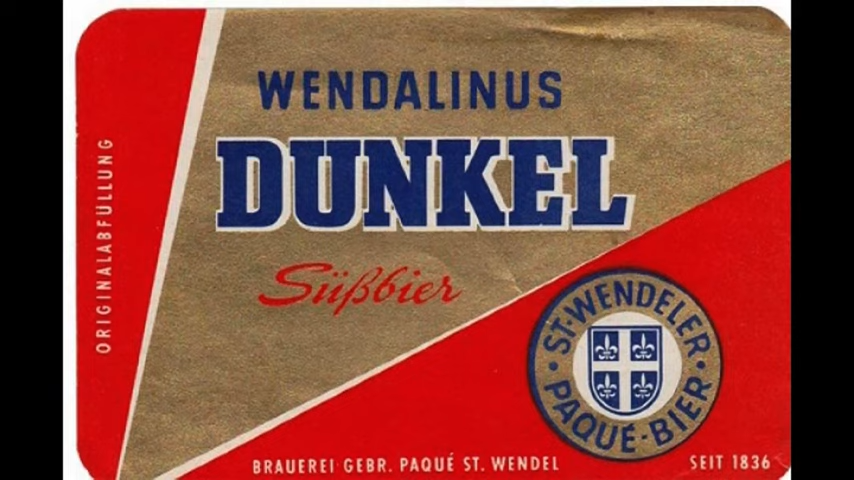 WENDALINUS
DUNKEL
Süßbier
ORIGINALABFÜLLUNG
ST. WENDELER
PAQUÉ-BIER
BRAUEREI GEBR. PAQUÉ ST. WENDEL
SEIT 1836